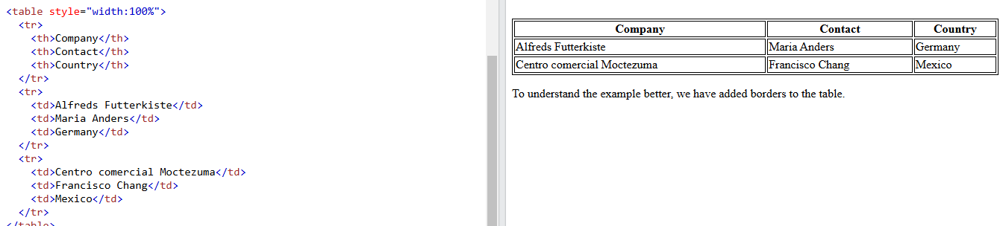 <table style="width:100%">
  <tr>
    <th>Company</th>
    <th>Contact</th>
    <th>Country</th>
  </tr>
  <tr>
    <td>Alfreds Futterkiste</td>
    <td>Maria Anders</td>
    <td>Germany</td>
  </tr>
  <tr>
    <td>Centro comercial Moctezuma</td>
    <td>Francisco Chang</td>
    <td>Mexico</td>
  </tr>
</table>
Company Contact Country
Alfreds Futterkiste Maria Anders Germany
Centro comercial Moctezuma Francisco Chang Mexico
To understand the example better, we have added borders to the table.